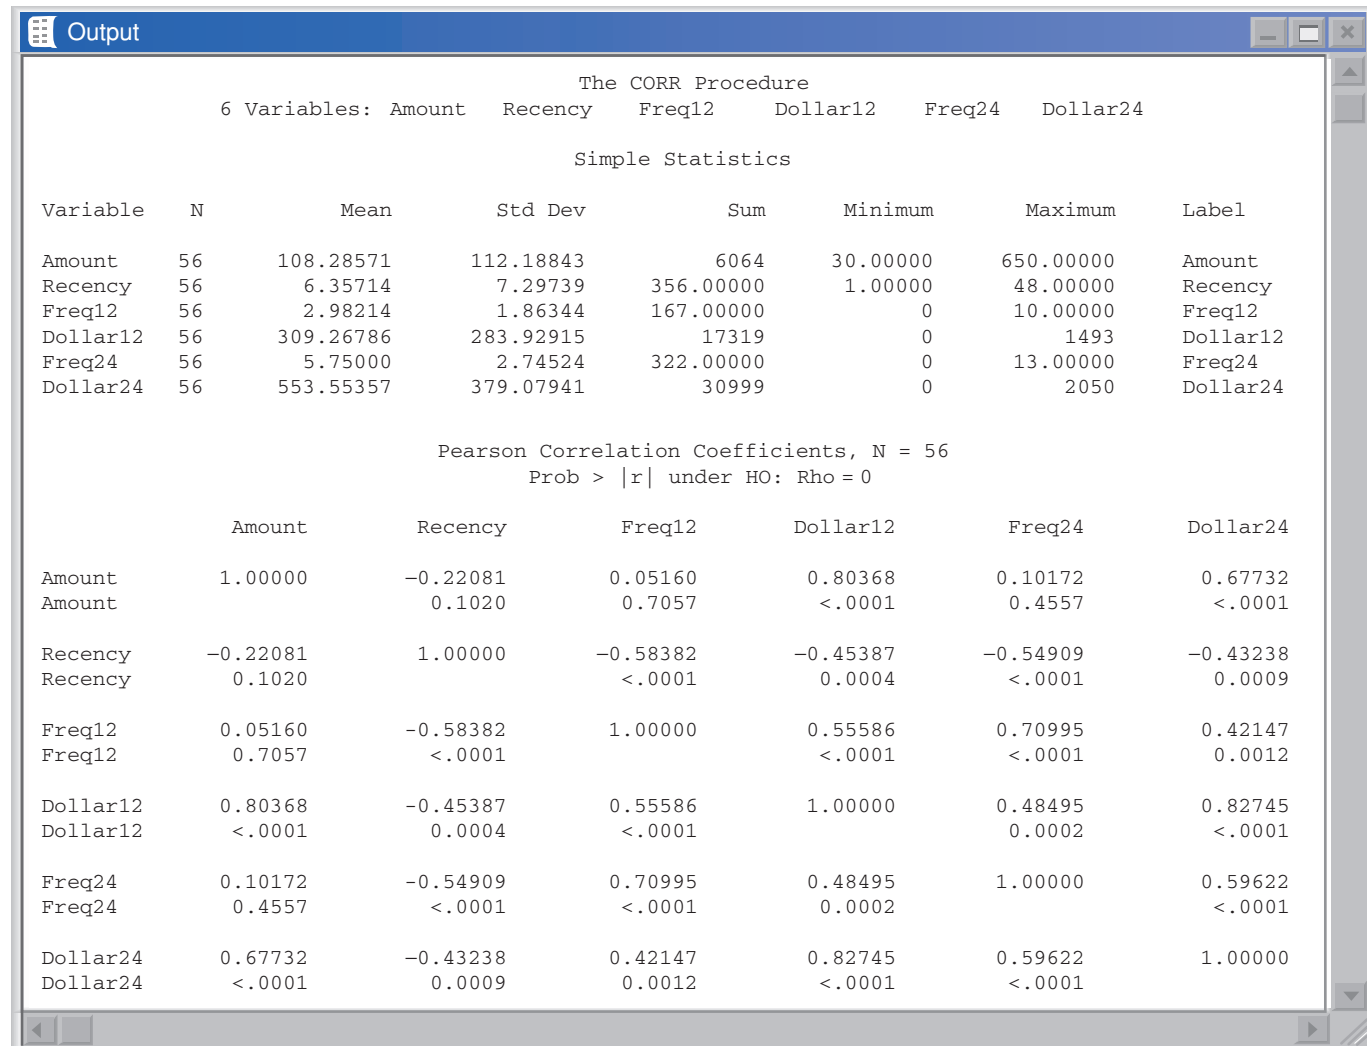 Output
The CORR Procedure
6 Variables: Amount Recency Freq12 Dollar12 Freq24 Dollar24
Simple Statistics
Variable N Mean Std Dev Sum Minimum Maximum Label
Amount 56 108.28571 112.18843 6064 30.00000 650.00000 Amount
Recency 56 6.35714 7.29739 356.00000 1.00000 48.00000 Recency
Freq12 56 2.98214 1.86344 167.00000 0 10.00000 Freq12
Dollar12 56 309.26786 283.92915 17319 0 1493 Dollar12
Freq24 56 5.75000 2.74524 322.00000 0 13.00000 Freq24
Dollar24 56 553.55357 379.07941 30999 0 2050 Dollar24
Pearson Correlation Coefficients, N = 56
Prob > |r| under HO: Rho = 0
Amount Recency Freq12 Dollar12 Freq24 Dollar24
Amount 1.00000 −0.22081 0.05160 0.80368 0.10172 0.67732
Amount 0.1020 0.7057 <.0001 0.4557 <.0001
Recency −0.22081 1.00000 −0.58382 −0.45387 −0.54909 −0.43238
Recency 0.1020 <.0001 0.0004 <.0001 0.0009
Freq12 0.05160 -0.58382 1.00000 0.55586 0.70995 0.42147
Freq12 0.7057 <.0001 <.0001 <.0001 0.0012
Dollar12 0.80368 -0.45387 0.55586 1.00000 0.48495 0.82745
Dollar12 <.0001 0.0004 <.0001 0.0002 <.0001
Freq24 0.10172 -0.54909 0.70995 0.48495 1.00000 0.59622
Freq24 0.4557 <.0001 <.0001 0.0002 <.0001
Dollar24 0.67732 −0.43238 0.42147 0.82745 0.59622 1.00000
Dollar24 <.0001 0.0009 0.0012 <.0001 <.0001